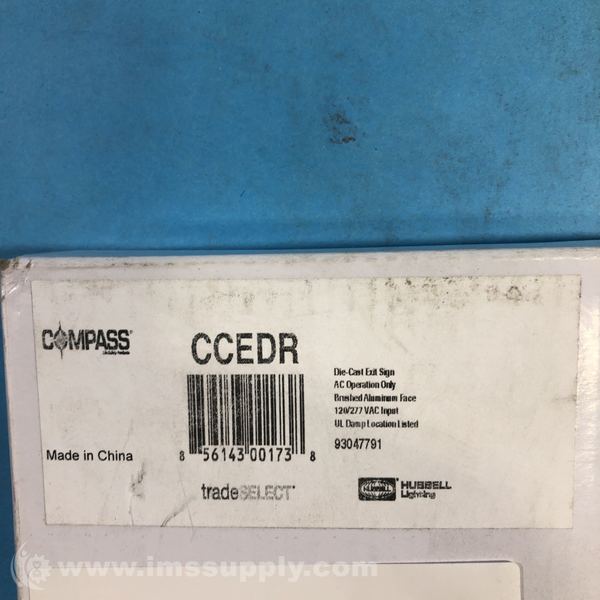 COMPASS
CCEDR
Die-Cast Exit Sign
AC Operation Only
Brushed Aluminum Face
120/277 VAC Input
UL Damp Location Listed
93047791
Made in China
8 56143 00173 8
tradeSELECT
HUBBELL
Lighting
www.imssupply.com